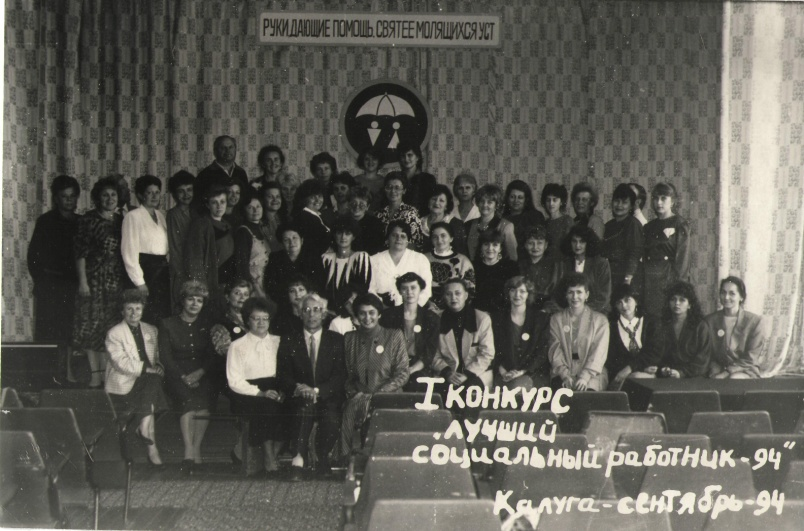 РУКИ ДАЮЩИЕ ПОМОЩЬ, СВЯТЕЕ МОЛЯЩИХСЯ УСТ
I КОНКУРС
„ЛУЧШИЙ
СОЦИАЛЬНЫЙ РАБОТНИК-94"
КАЛУГА-СЕНТЯБРЬ-94